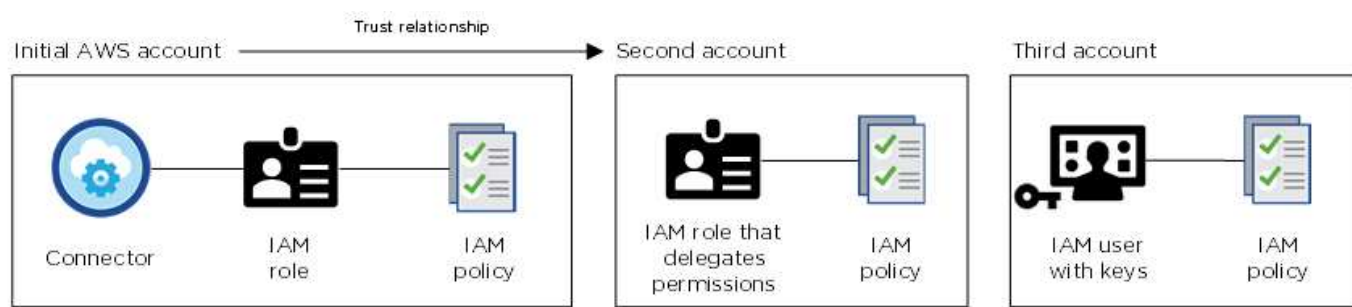 Trust relationship
Initial AWS account
Second account
Third account
Connector
IAM
role
IAM
policy
IAM role that
delegates
permissions
IAM
policy
IAM user
with keys
IAM
policy